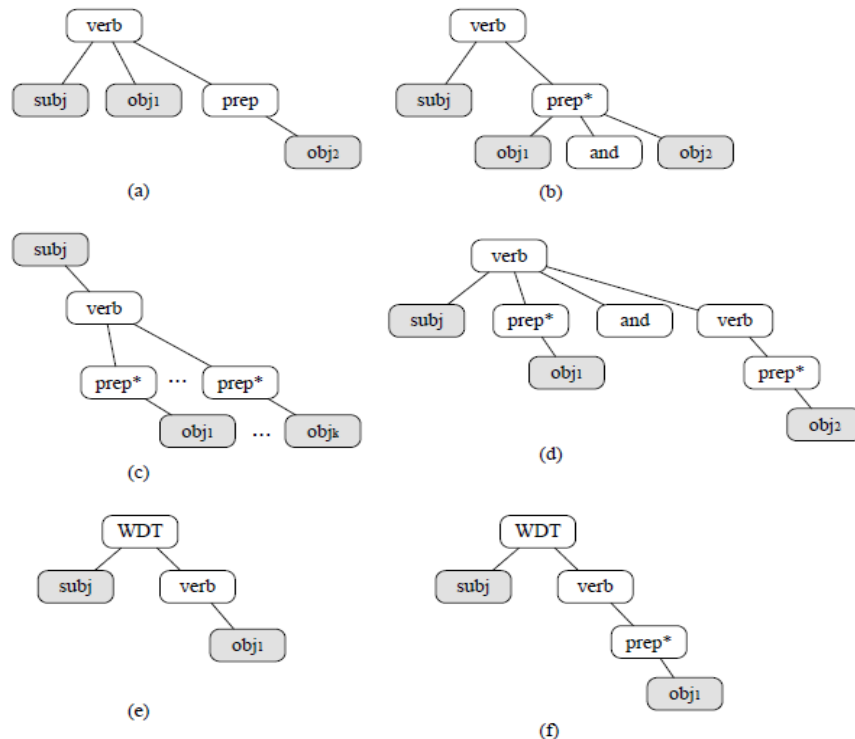 verb
subj obj1 prep
obj2
(a)
verb
subj prep*
obj1 and obj2
(b)
subj
verb
prep* ... prep*
obj1 ... objk
(c)
verb
subj prep* and verb
obj1 prep*
obj2
(d)
WDT
subj verb
obj1
(e)
WDT
subj verb
prep*
obj1
(f)